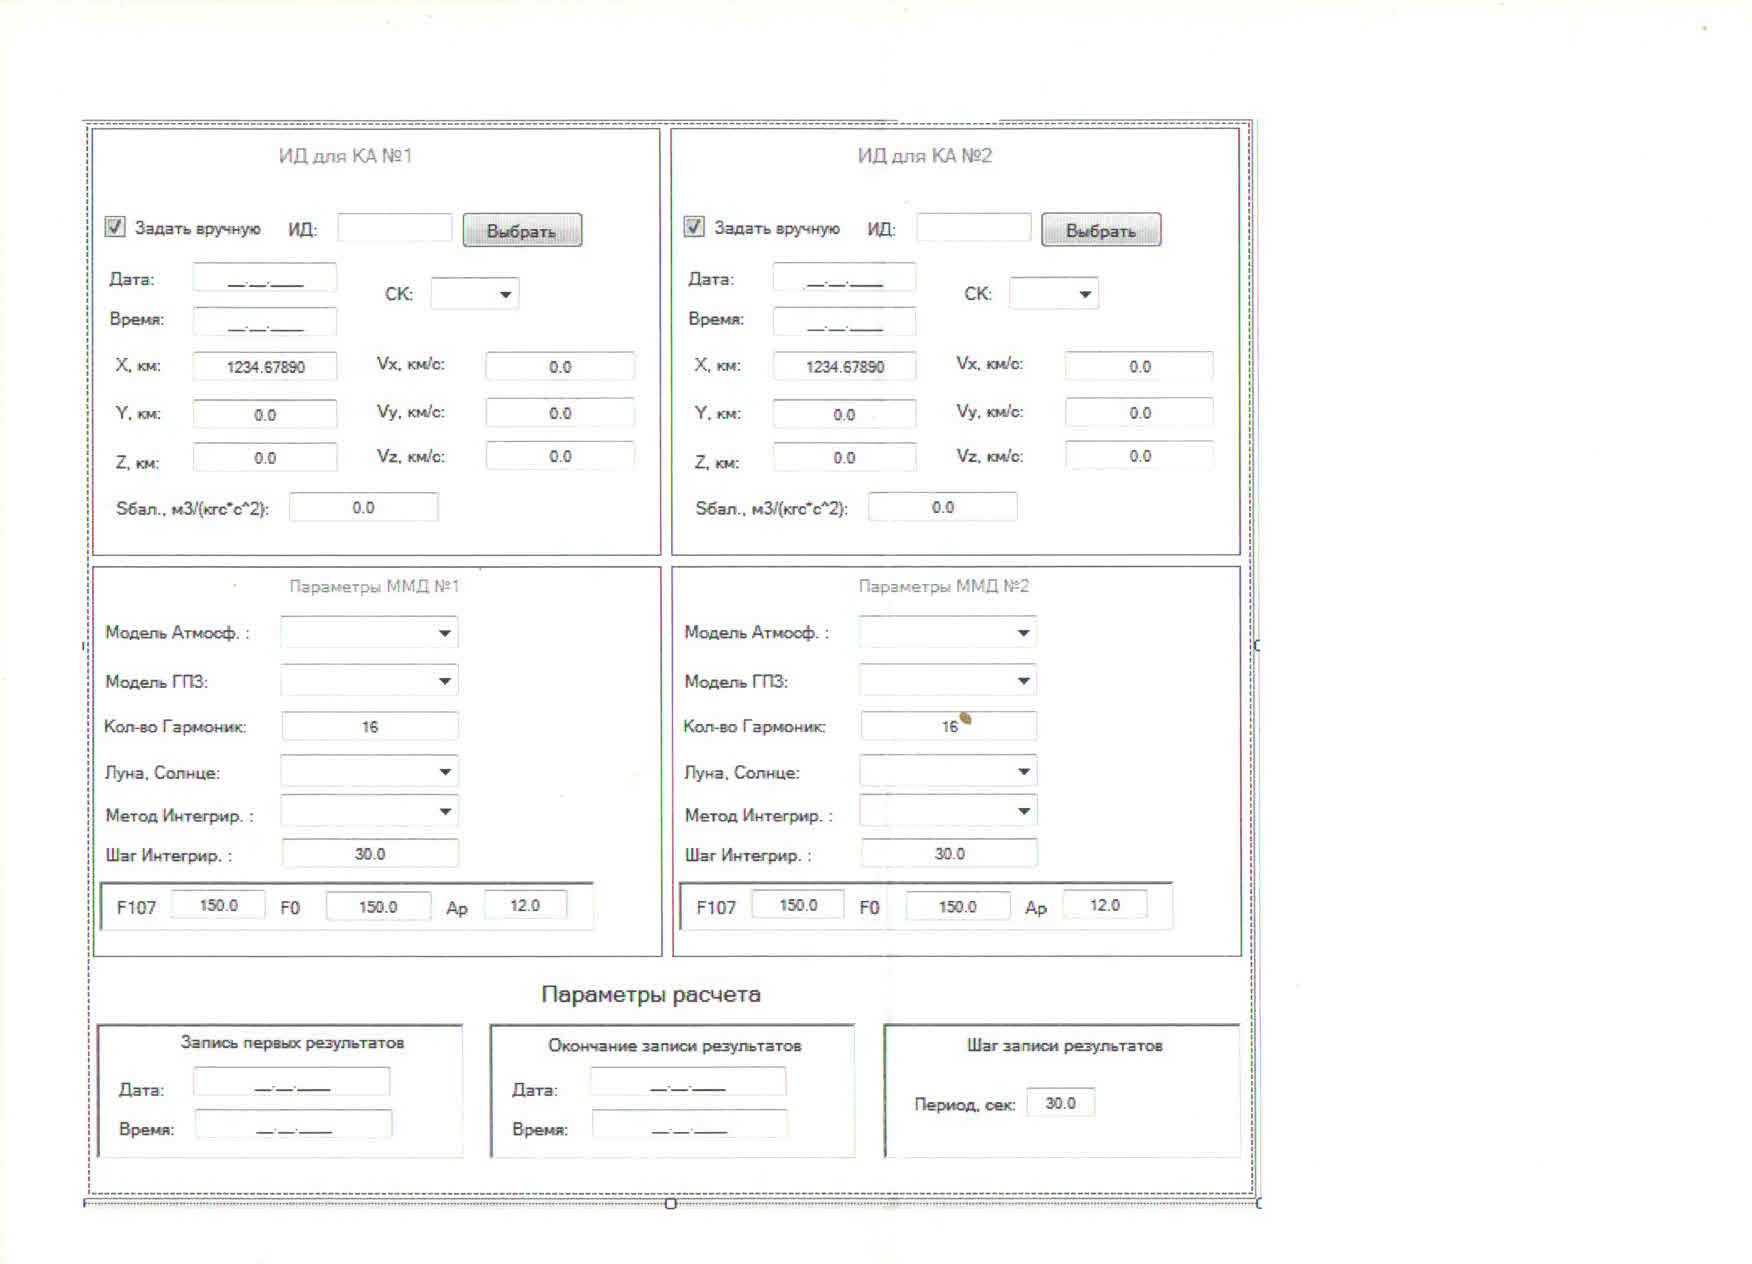 ИД для КА №1
Задать вручную ИД: Выбрать
Дата: __.__.____
СК:
Время: __.__.____
X, км: 1234.67890 Vx, км/с: 0.0
Y, км: 0.0 Vy, км/с: 0.0
Z, км: 0.0 Vz, км/с: 0.0
Sбал., м3/(кгс*с^2): 0.0
ИД для КА №2
Задать вручную ИД: Выбрать
Дата: __.__.____
СК:
Время: __.__.____
X, км: 1234.67890 Vx, км/с: 0.0
Y, км: 0.0 Vy, км/с: 0.0
Z, км: 0.0 Vz, км/с: 0.0
Sбал., м3/(кгс*с^2): 0.0
Параметры ММД №1
Модель Атмосф. :
Модель ГПЗ:
Кол-во Гармоник: 16
Луна, Солнце:
Метод Интегрир. :
Шаг Интегрир. : 30.0
F107 150.0 F0 150.0 Ap 12.0
Параметры ММД №2
Модель Атмосф. :
Модель ГПЗ:
Кол-во Гармоник: 16
Луна, Солнце:
Метод Интегрир. :
Шаг Интегрир. : 30.0
F107 150.0 F0 150.0 Ap 12.0
Параметры расчета
Запись первых результатов
Дата: __.__.____
Время: __.__.____
Окончание записи результатов
Дата: __.__.____
Время: __.__.____
Шаг записи результатов
Период, сек: 30.0